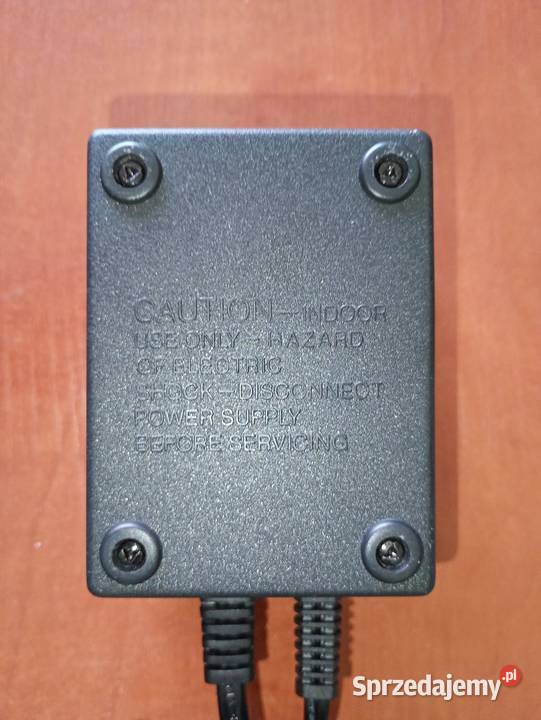 CAUTION – INDOOR
USE ONLY – HAZARD
OF ELECTRIC
SHOCK – DISCONNECT
POWER SUPPLY
BEFORE SERVICING
Sprzedajemy.pl